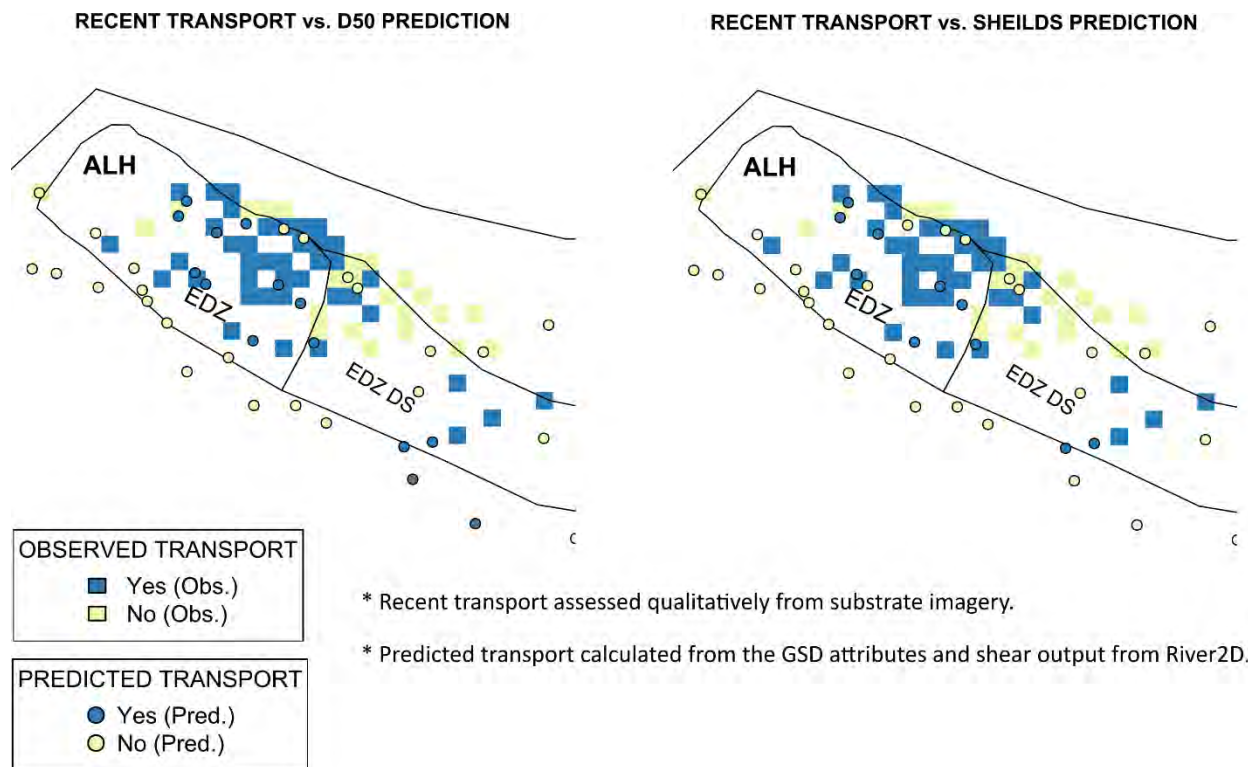 RECENT TRANSPORT vs. D50 PREDICTION
RECENT TRANSPORT vs. SHEILDS PREDICTION
ALH
EDZ
EDZ DS
ALH
EDZ
EDZ DS
OBSERVED TRANSPORT
Yes (Obs.)
No (Obs.)
PREDICTED TRANSPORT
Yes (Pred.)
No (Pred.)
* Recent transport assessed qualitatively from substrate imagery.
* Predicted transport calculated from the GSD attributes and shear output from River2D.